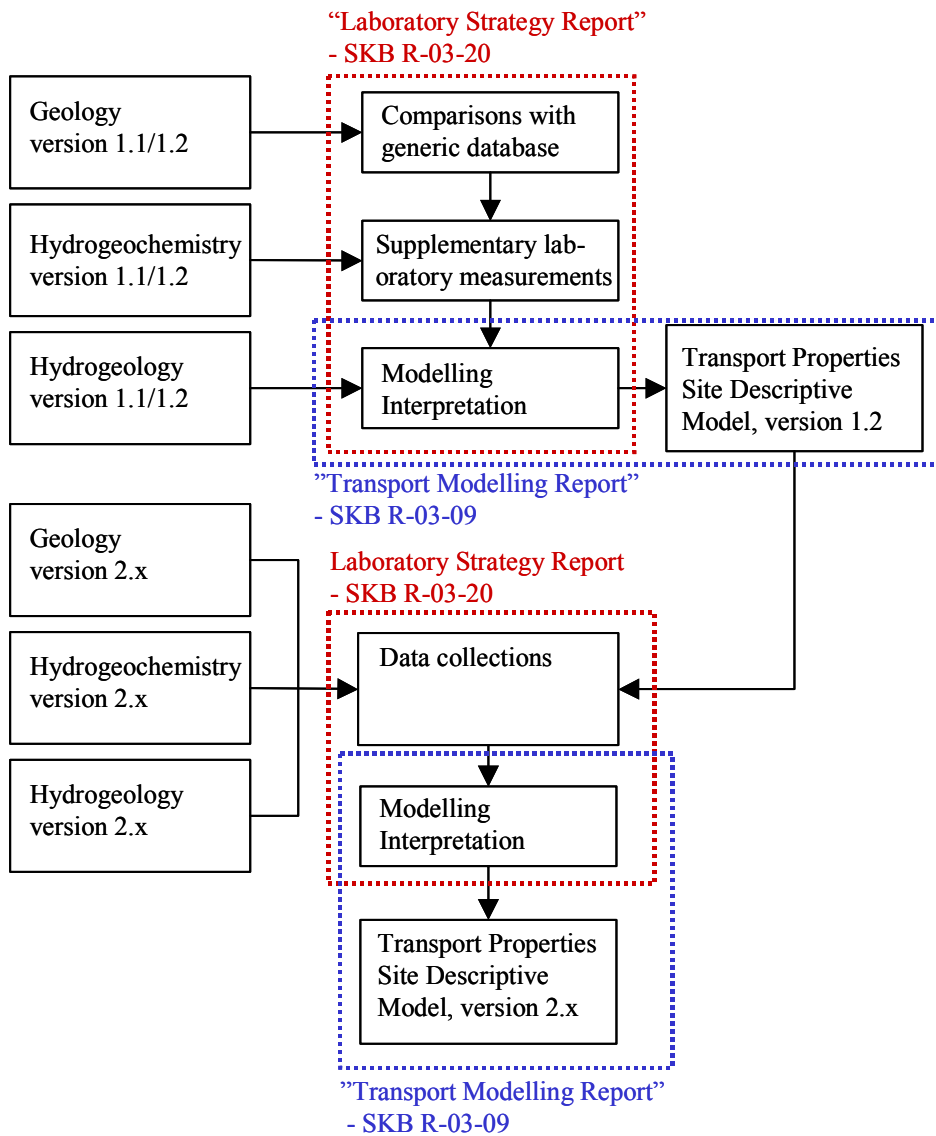 “Laboratory Strategy Report”
- SKB R-03-20
Geology
version 1.1/1.2
Comparisons with
generic database
Hydrogeochemistry
version 1.1/1.2
Supplementary lab-
oratory measurements
Hydrogeology
version 1.1/1.2
Modelling
Interpretation
Transport Properties
Site Descriptive
Model, version 1.2
”Transport Modelling Report”
- SKB R-03-09
Geology
version 2.x
Laboratory Strategy Report
- SKB R-03-20
Hydrogeochemistry
version 2.x
Data collections
Hydrogeology
version 2.x
Modelling
Interpretation
Transport Properties
Site Descriptive
Model, version 2.x
”Transport Modelling Report”
- SKB R-03-09